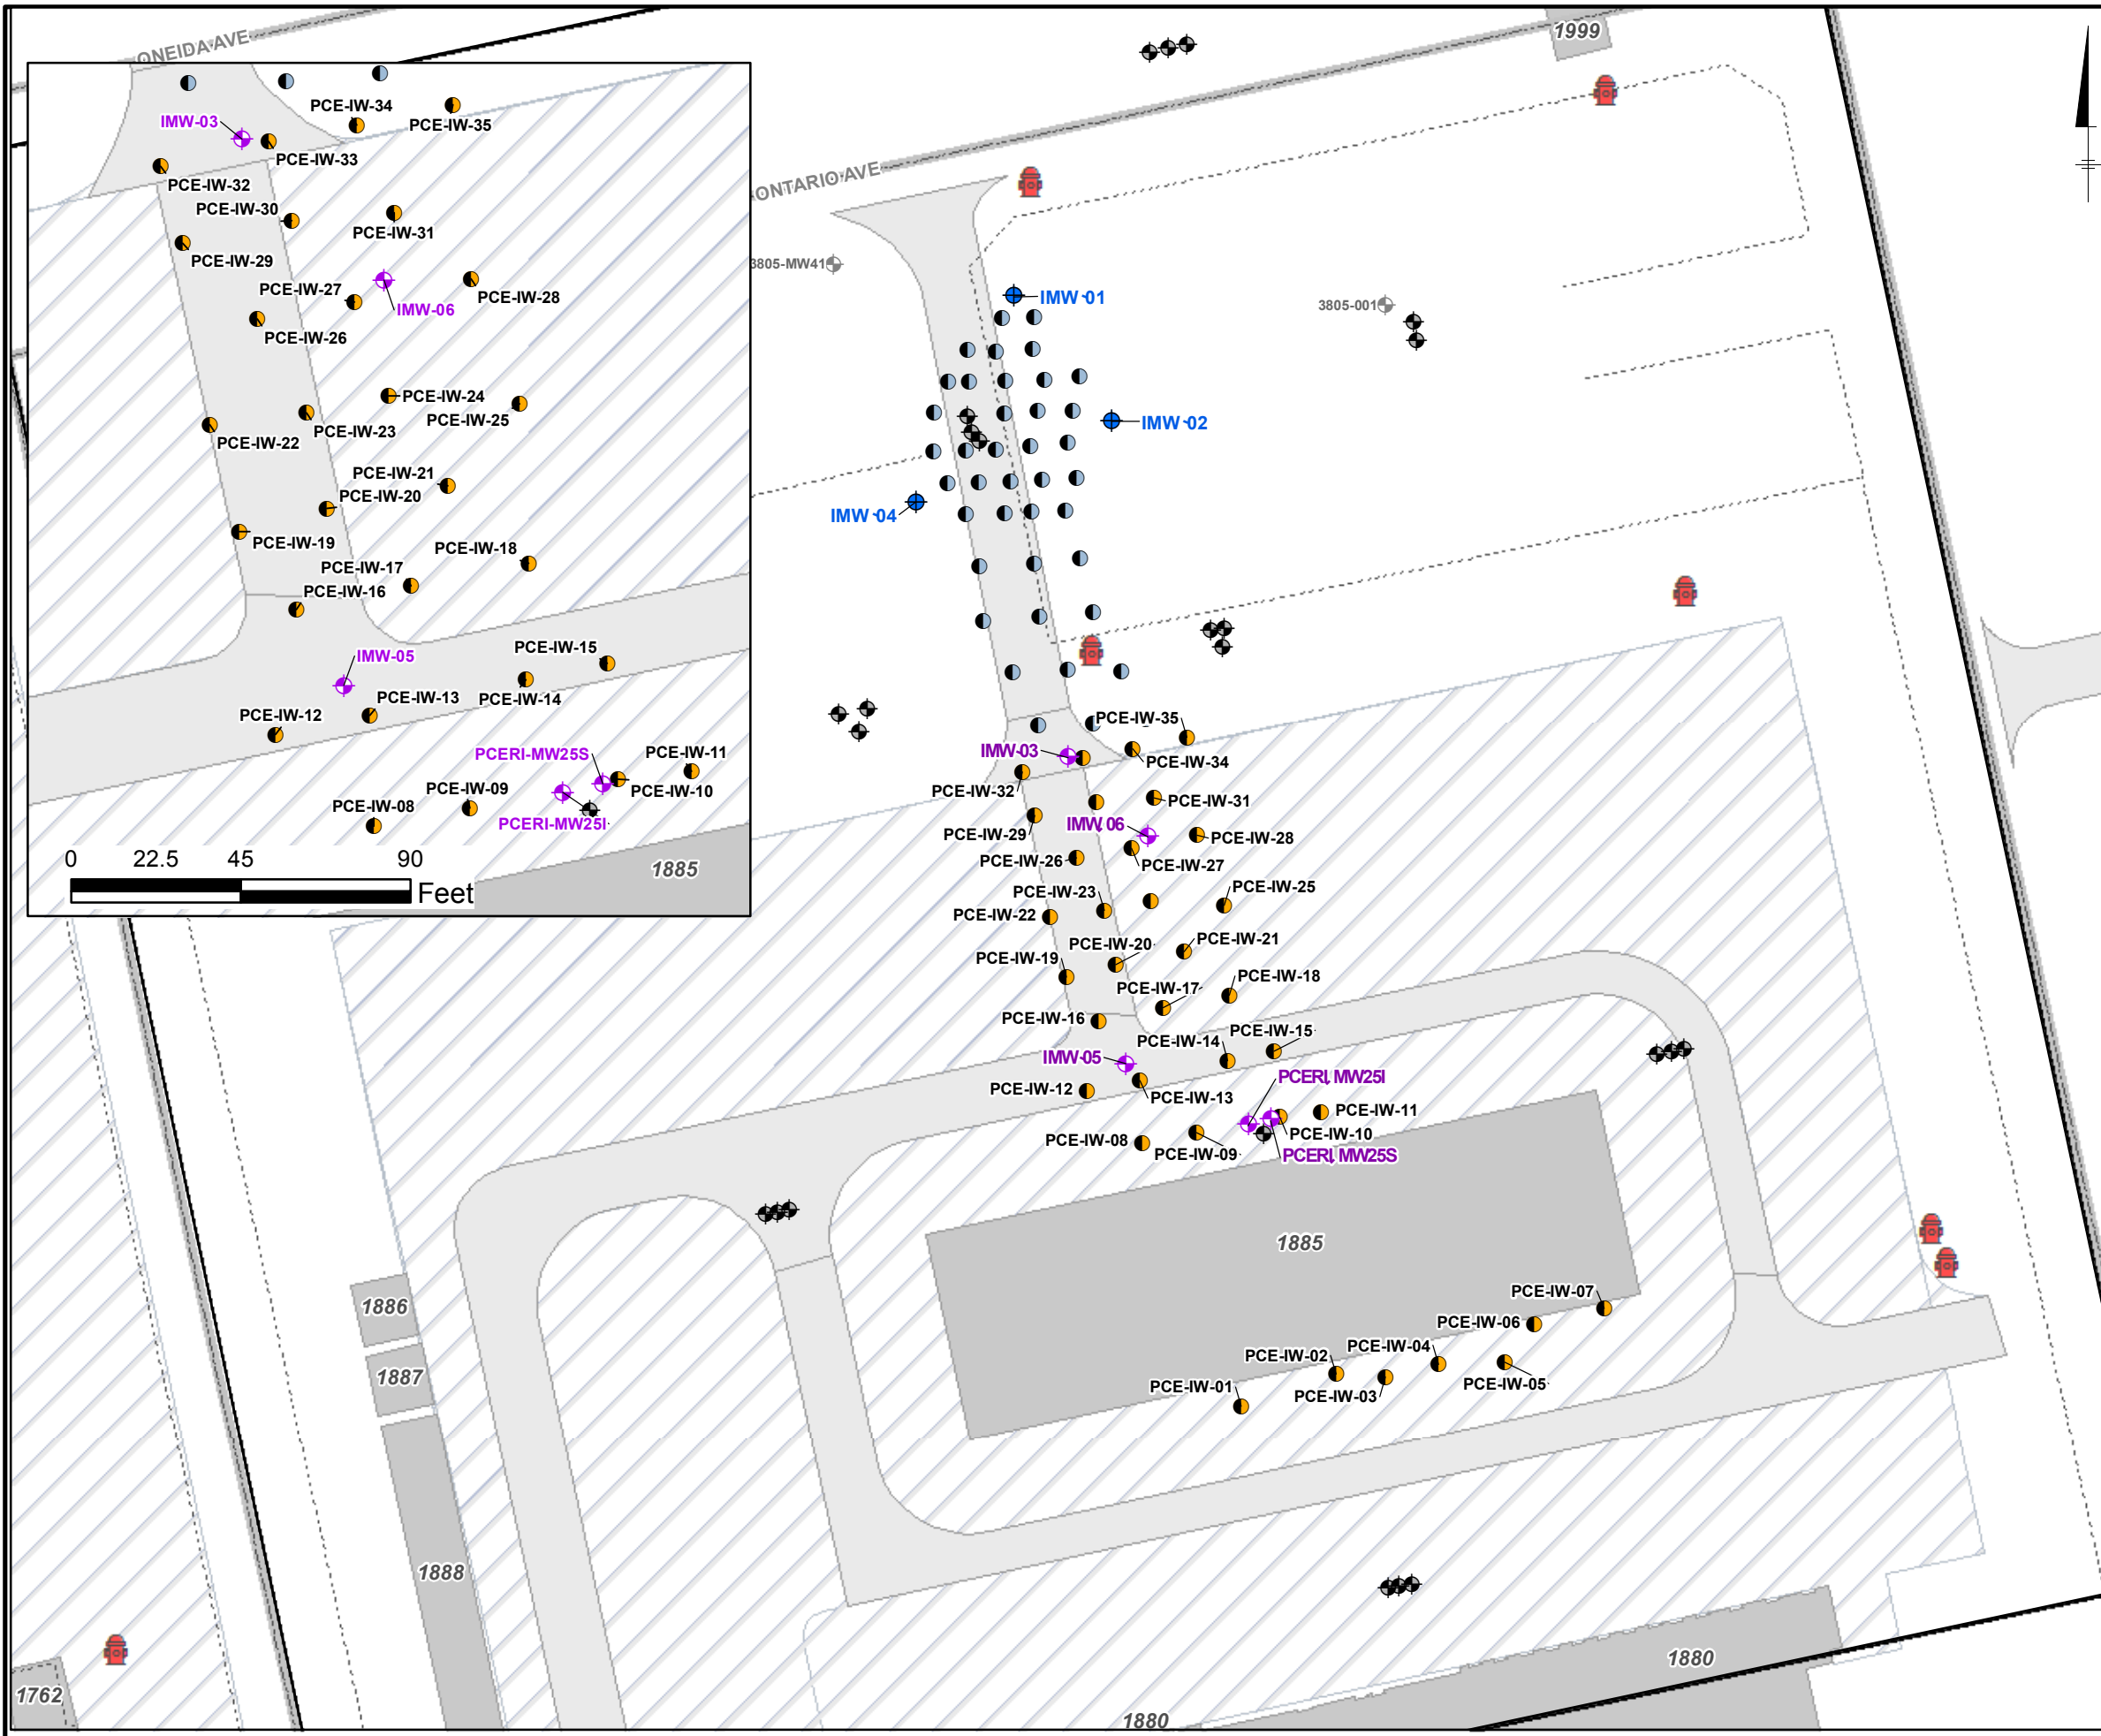 ONEIDA AVE
1999
PCE-IW-34
PCE-IW-35
IMW-03
PCE-IW-33
PCE-IW-32
PCE-IW-30
PCE-IW-31
PCE-IW-29
PCE-IW-27
PCE-IW-28
IMW-06
PCE-IW-26
PCE-IW-24
PCE-IW-25
PCE-IW-23
PCE-IW-22
PCE-IW-21
PCE-IW-20
PCE-IW-19
PCE-IW-18
PCE-IW-17
PCE-IW-16
IMW-05
PCE-IW-15
PCE-IW-14
PCE-IW-13
PCE-IW-12
PCERI-MW25S
PCE-IW-11
PCE-IW-10
PCE-IW-09
PCE-IW-08
PCERI-MW25I
0 22.5 45 90
Feet
1885
ONTARIO AVE
3805-MW41
IMW-01
3805-001
IMW-02
IMW-04
PCE-IW-35
IMW-03
PCE-IW-34
PCE-IW-32
PCE-IW-31
IMW-06
PCE-IW-29
PCE-IW-28
PCE-IW-26
PCE-IW-27
PCE-IW-23
PCE-IW-25
PCE-IW-22
PCE-IW-20
PCE-IW-21
PCE-IW-19
PCE-IW-18
PCE-IW-17
PCE-IW-16
PCE-IW-15
PCE-IW-14
IMW-05
PCERI-MW25I
PCE-IW-12
PCE-IW-13
PCE-IW-11
PCE-IW-10
PCE-IW-08
PCE-IW-09
PCERI-MW25S
1885
PCE-IW-07
PCE-IW-06
PCE-IW-04
PCE-IW-02
PCE-IW-05
PCE-IW-03
PCE-IW-01
1886
1887
1888
1880
1762
1880